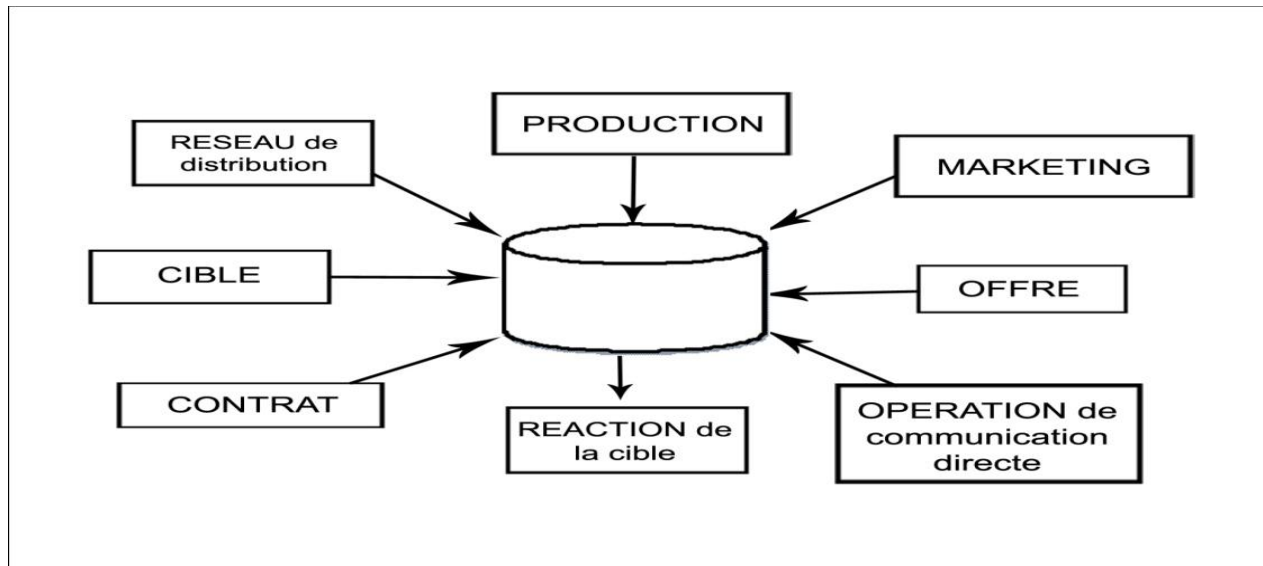 PRODUCTION
RESEAU de
distribution
MARKETING
CIBLE
OFFRE
CONTRAT
REACTION de
la cible
OPERATION de
communication
directe